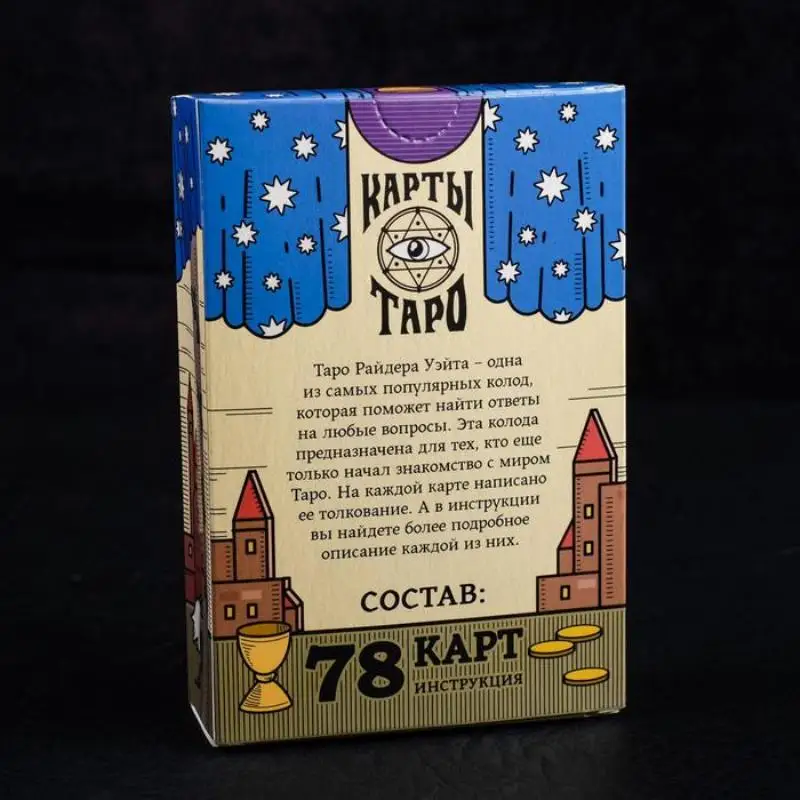 КАРТЫ
ТАРО
Таро Райдера Уэйта – одна
из самых популярных колод,
которая поможет найти ответы
на любые вопросы. Эта колода
предназначена для тех, кто еще
только начал знакомство с миром
Таро. На каждой карте написано
ее толкование. А в инструкции
вы найдете более подробное
описание каждой из них.
СОСТАВ:
78 КАРТ
ИНСТРУКЦИЯ